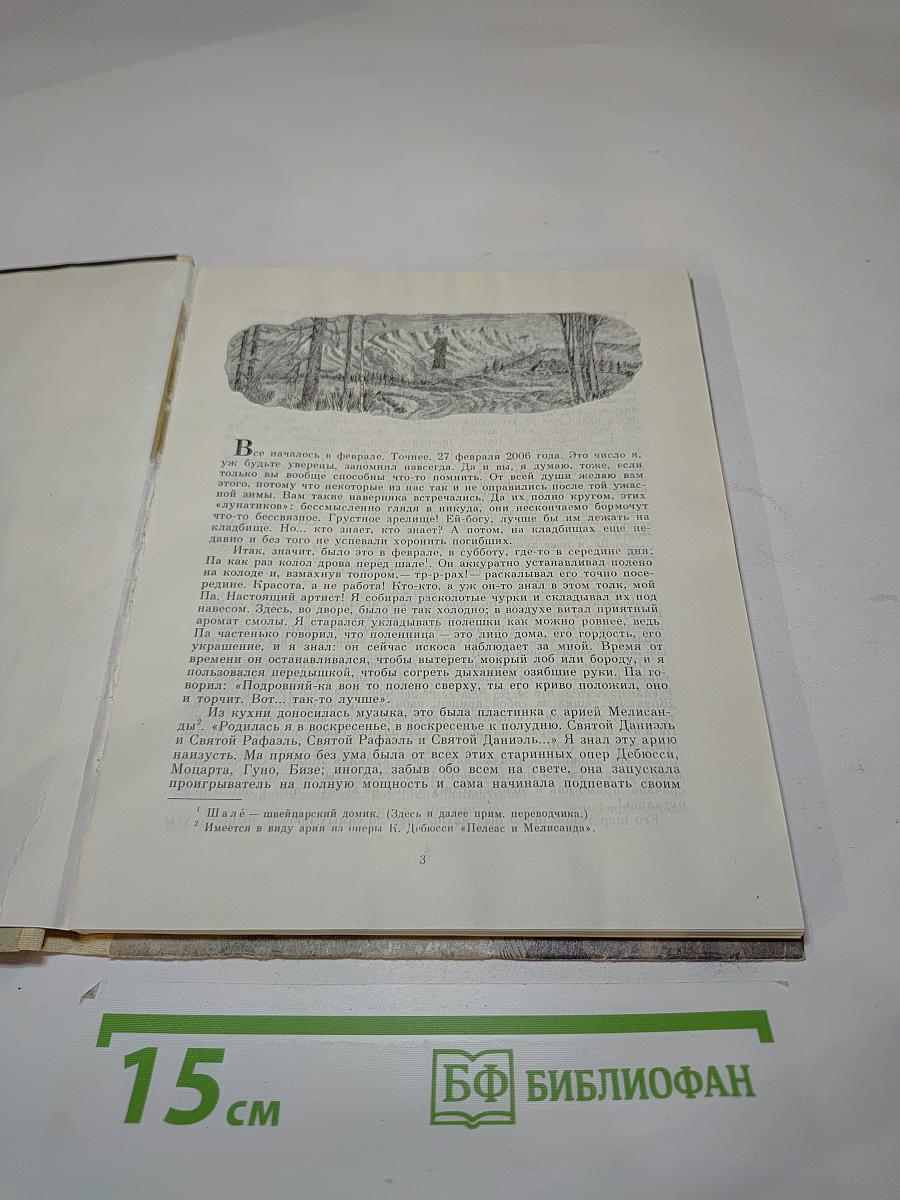 1
Все началось в феврале. Точнее, 27 февраля 2006 года. Это число я,
уж будьте уверены, запомнил навсегда. Да и вы, я думаю, тоже, если
только вы вообще способны что-то помнить. От всей души желаю вам
этого, потому что некоторые из нас так и не оправились после той ужас-
ной зимы. Вам такие наверняка встречались. Да их полно кругом, этих
«лунатиков»: бессмысленно глядя в никуда, они нескончаемо бормочут
что-то бессвязное. Грустное зрелище! Ей-богу, лучше бы им лежать на
кладбище. Но... кто знает, кто знает? А потом, на кладбищах еще не-
давно и без того не успевали хоронить погибших.
Итак, значит, было это в феврале, в субботу, где-то в середине дня;
Па как раз колол дрова перед шале¹. Он аккуратно устанавливал полено
на колоде и, взмахнув топором,— тр-р-рах!— раскалывал его точно посе-
редине. Красота, а не работа! Кто-кто, а уж он-то знал в этом толк, мой
Па. Настоящий артист! Я собирал расколотые чурки и складывал их под
навесом. Здесь, во дворе, было не так холодно; в воздухе витал приятный
аромат смолы. Я старался укладывать полешки как можно ровнее, ведь
Па частенько говорил, что поленница — это лицо дома, его гордость, его
украшение, и я знал: он сейчас искоса наблюдает за мной. Время от
времени он останавливался, чтобы вытереть мокрый лоб или бороду, и я
пользовался передышкой, чтобы согреть дыханием озябшие руки. Па го-
ворил: «Подровняй-ка вон то полено сверху, ты его криво положил, оно
и торчит. Вот... так-то лучше».
Из кухни доносилась музыка, это была пластинка с арией Мелисан-
ды². «Родилась я в воскресенье, в воскресенье к полудню. Святой Даниэль
и Святой Рафаэль, Святой Рафаэль и Святой Даниэль...» Я знал эту арию
наизусть. Ма прямо без ума была от всех этих старинных опер Дебюсси,
Моцарта, Гуно, Бизе; иногда, забыв обо всем на свете, она запускала
проигрыватель на полную мощность и сама начинала подпевать своим
¹ Шале́ — швейцарский домик. (Здесь и далее прим. переводчика.)
² Имеется в виду ария из оперы К. Дебюсси «Пелеас и Мелисанда».
3
15 см
БФ БИБЛИОФАН